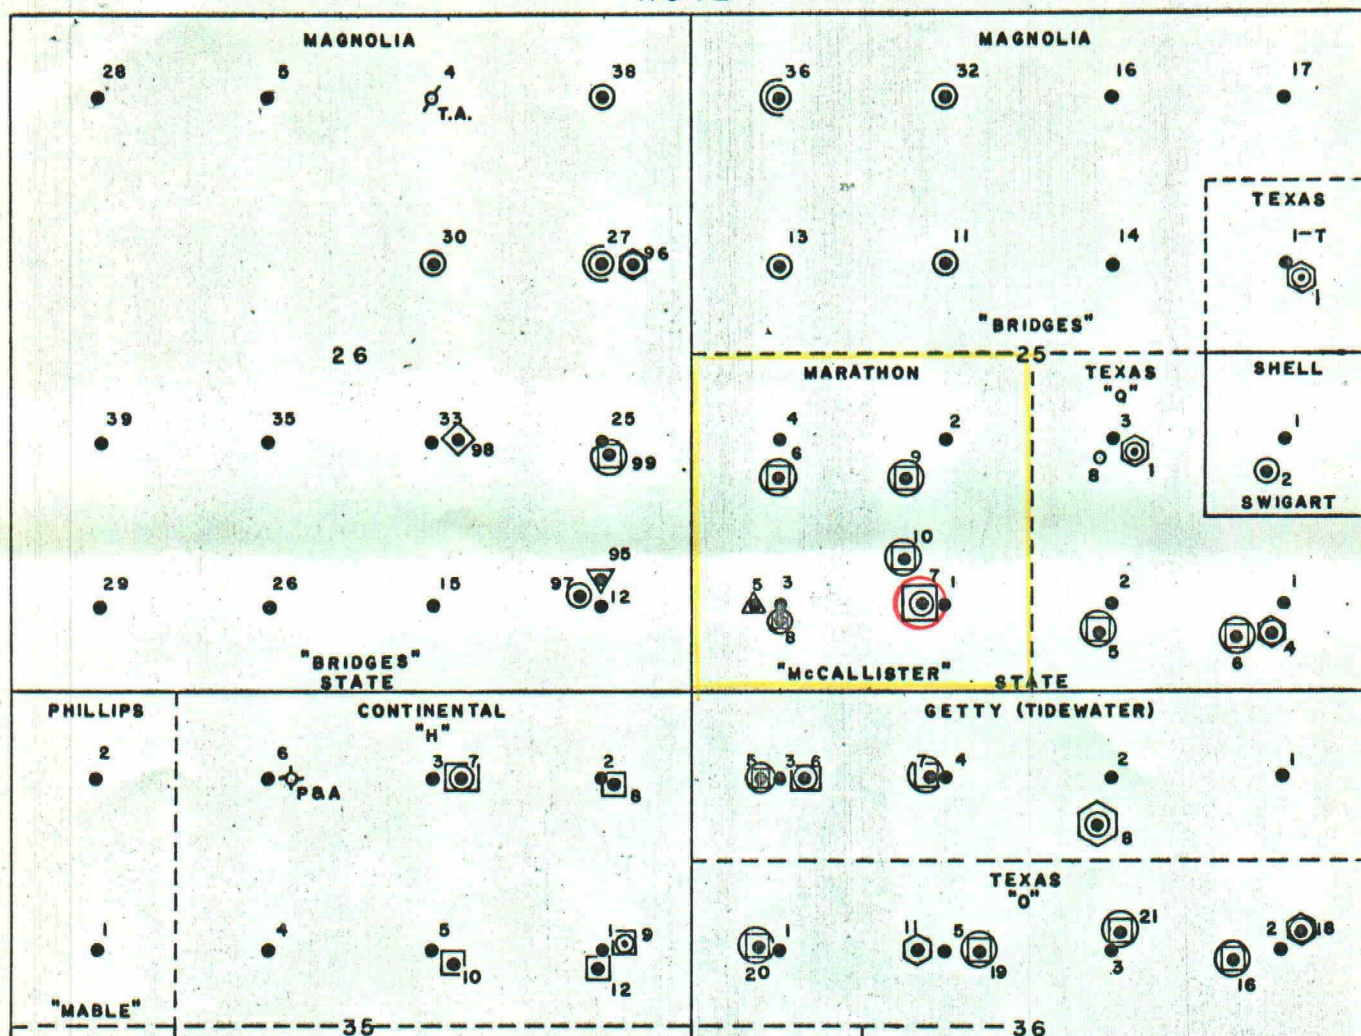 MAGNOLIA MAGNOLIA
28 5 4 38 36 32 16 17
T.A.
TEXAS
30 27 96 13 11 14 1-T
1
"BRIDGES"
26 25
MARATHON TEXAS SHELL
"Q"
39 35 33 25 4 2 3 1
98 99 6 9 8 1 2
SWIGART
10
95
29 26 15 97 12 5 3 7 1 2 1
8 5 6 4
"BRIDGES" "McCALLISTER"
STATE STATE
PHILLIPS CONTINENTAL GETTY (TIDEWATER)
"H"
2 6 3 7 2 5 3 6 7 4 2 1
P&A 8
8
TEXAS
"O"
1 4 5 1 9 1 11 5 21 2 18
10 12 20 19 3 16
"MABLE"
35 36